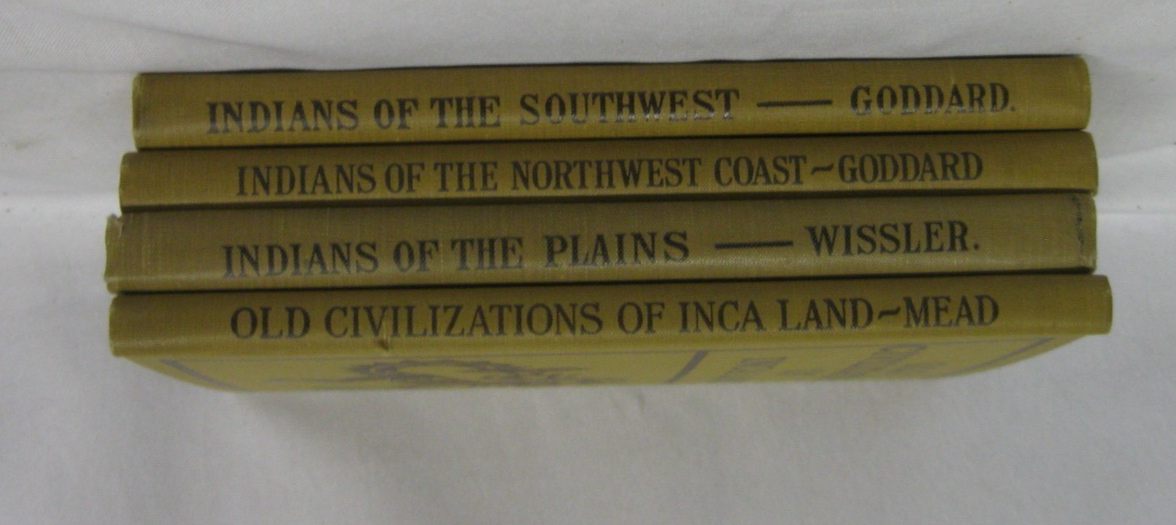 INDIANS OF THE SOUTHWEST — GODDARD.
INDIANS OF THE NORTHWEST COAST~GODDARD
INDIANS OF THE PLAINS — WISSLER.
OLD CIVILIZATIONS OF INCA LAND~MEAD